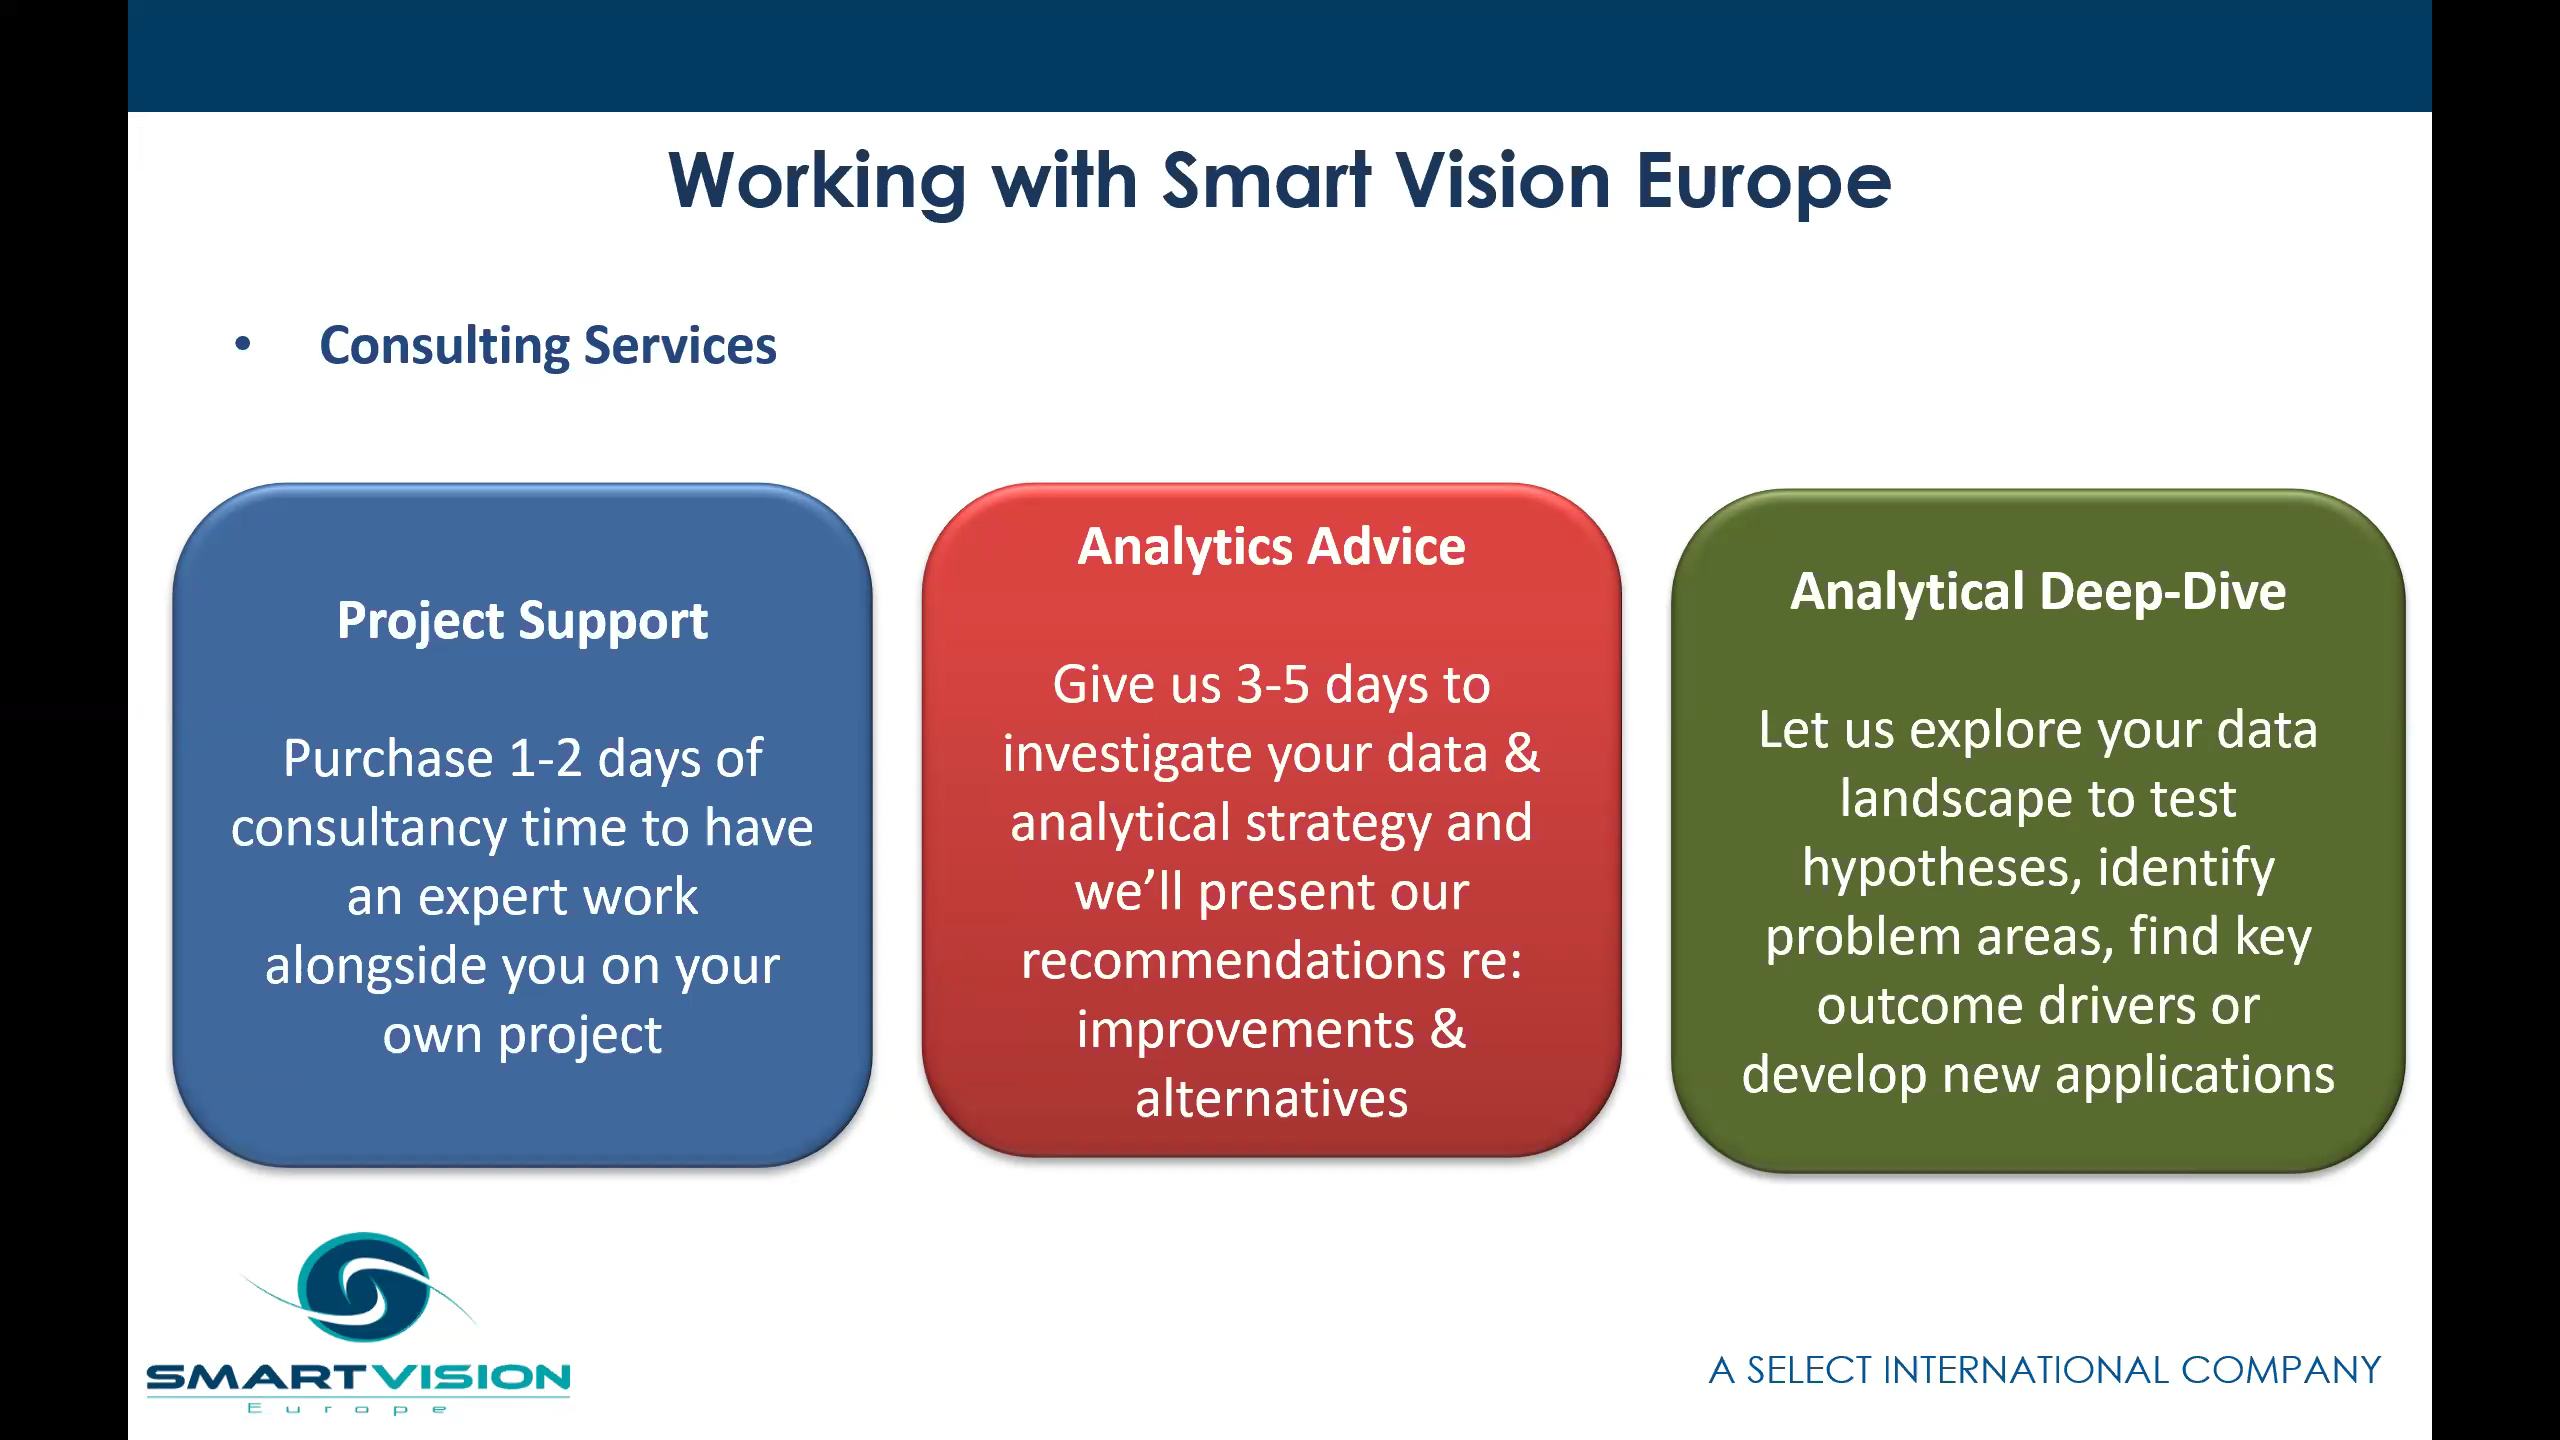 Working with Smart Vision Europe
• Consulting Services
Project Support
Purchase 1-2 days of
consultancy time to have
an expert work
alongside you on your
own project
Analytics Advice
Give us 3-5 days to
investigate your data &
analytical strategy and
we’ll present our
recommendations re:
improvements &
alternatives
Analytical Deep-Dive
Let us explore your data
landscape to test
hypotheses, identify
problem areas, find key
outcome drivers or
develop new applications
SMARTVISION
Europe
A SELECT INTERNATIONAL COMPANY